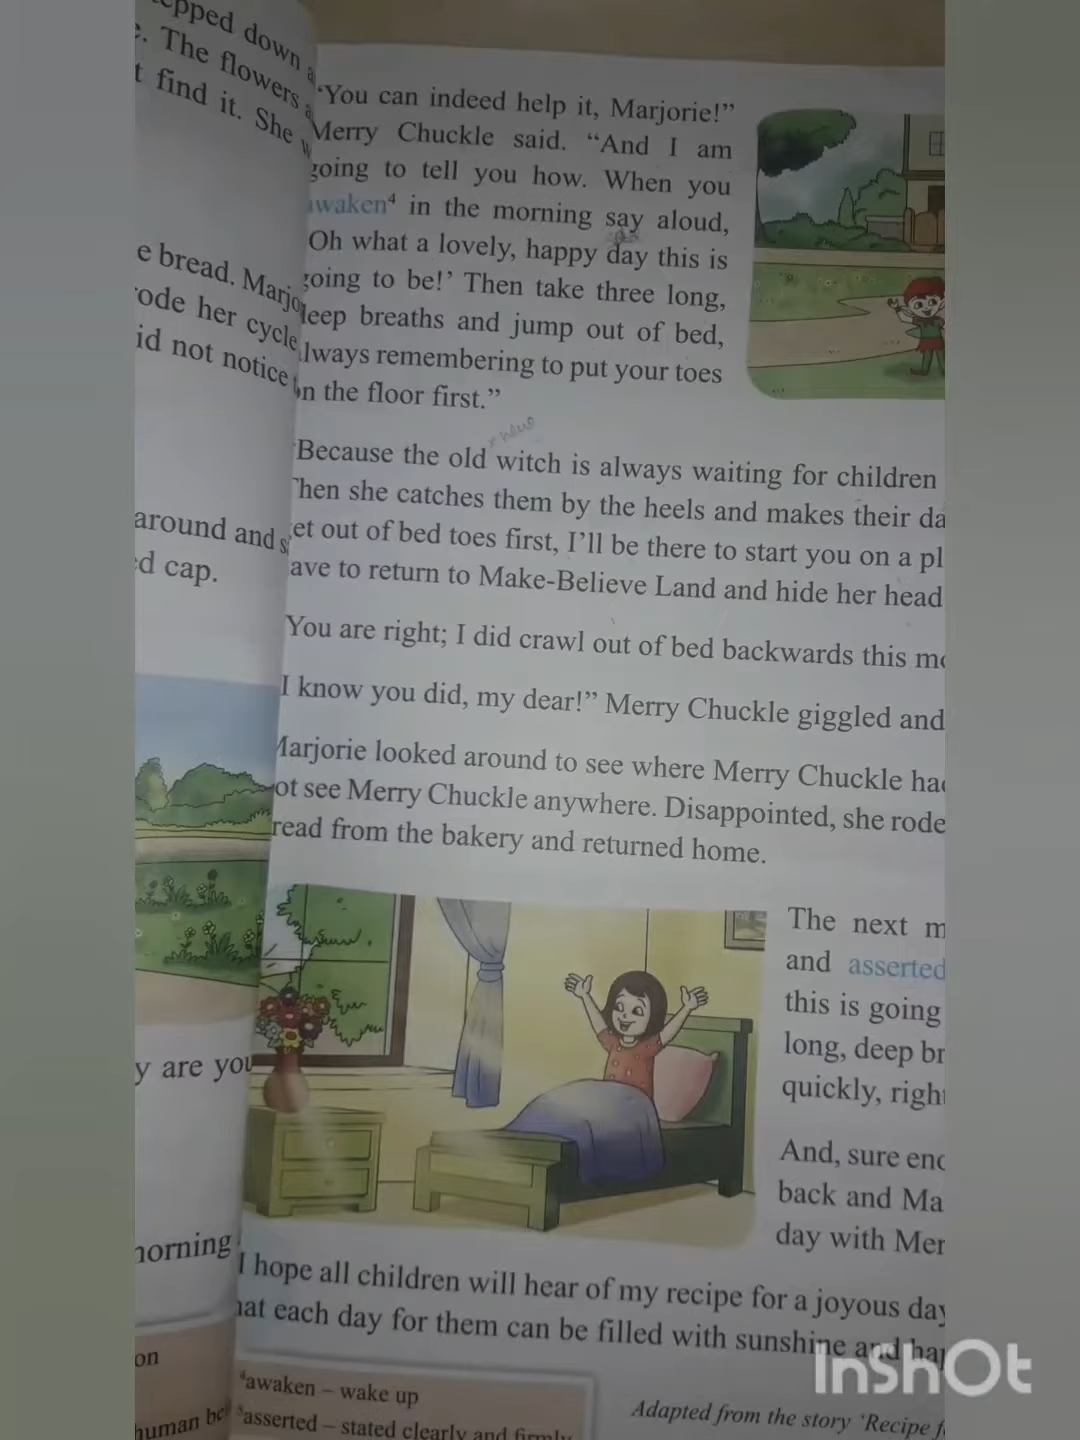 epped down
. The flowers
t find it. She
e bread. Marjo
ode her cycle
id not notice
around and s
d cap.
y are you
morning
on
human be
“You can indeed help it, Marjorie!”
Merry Chuckle said. “And I am
going to tell you how. When you
awaken⁴ in the morning say aloud,
Oh what a lovely, happy day this is
going to be!’ Then take three long,
deep breaths and jump out of bed,
always remembering to put your toes
on the floor first.”
x new
“Because the old witch is always waiting for children
Then she catches them by the heels and makes their da
et out of bed toes first, I’ll be there to start you on a pl
ave to return to Make-Believe Land and hide her head
You are right; I did crawl out of bed backwards this mo
I know you did, my dear!” Merry Chuckle giggled and
Marjorie looked around to see where Merry Chuckle had
ot see Merry Chuckle anywhere. Disappointed, she rode
read from the bakery and returned home.
The next m
and asserted
this is going
long, deep br
quickly, right
And, sure eno
back and Ma
day with Mer
I hope all children will hear of my recipe for a joyous day
hat each day for them can be filled with sunshine and hap
⁴awaken – wake up
⁵asserted – stated clearly and firmly
Adapted from the story ‘Recipe f
InShOt